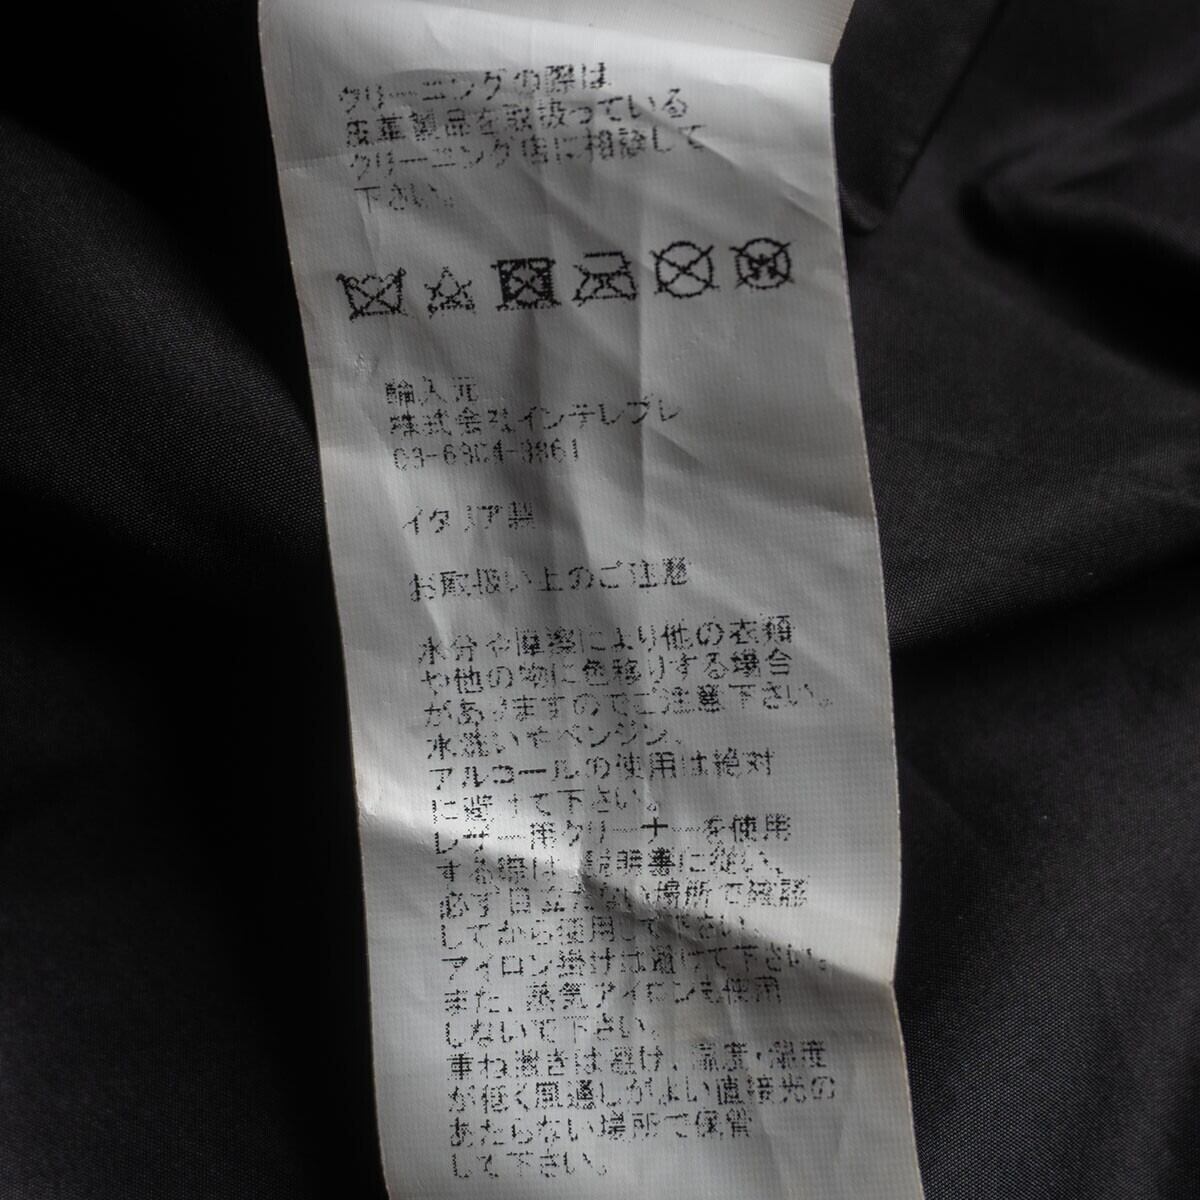 クリーニングの際は
皮革製品を取扱っている
クリーニング店に相談して
下さい。
輸入元
株式会社インテレプレ
03-6804-3861
イタリア製
お取扱い上のご注意
水分や摩擦により他の衣類
や他の物に色移りする場合
がありますのでご注意下さい。
水洗いやベンジン、
アルコールの使用は絶対
に避けて下さい。
レザー用クリーナーを使用
する際は、説明書に従い、
必ず目立たない場所で確認
してから使用して下さい。
アイロン掛けは避けて下さい。
また、蒸気アイロンも使用
しないで下さい。
重ね置きは避け、高度・湿度
が低く風通しがよい直接光の
あたらない場所で保管
して下さい。